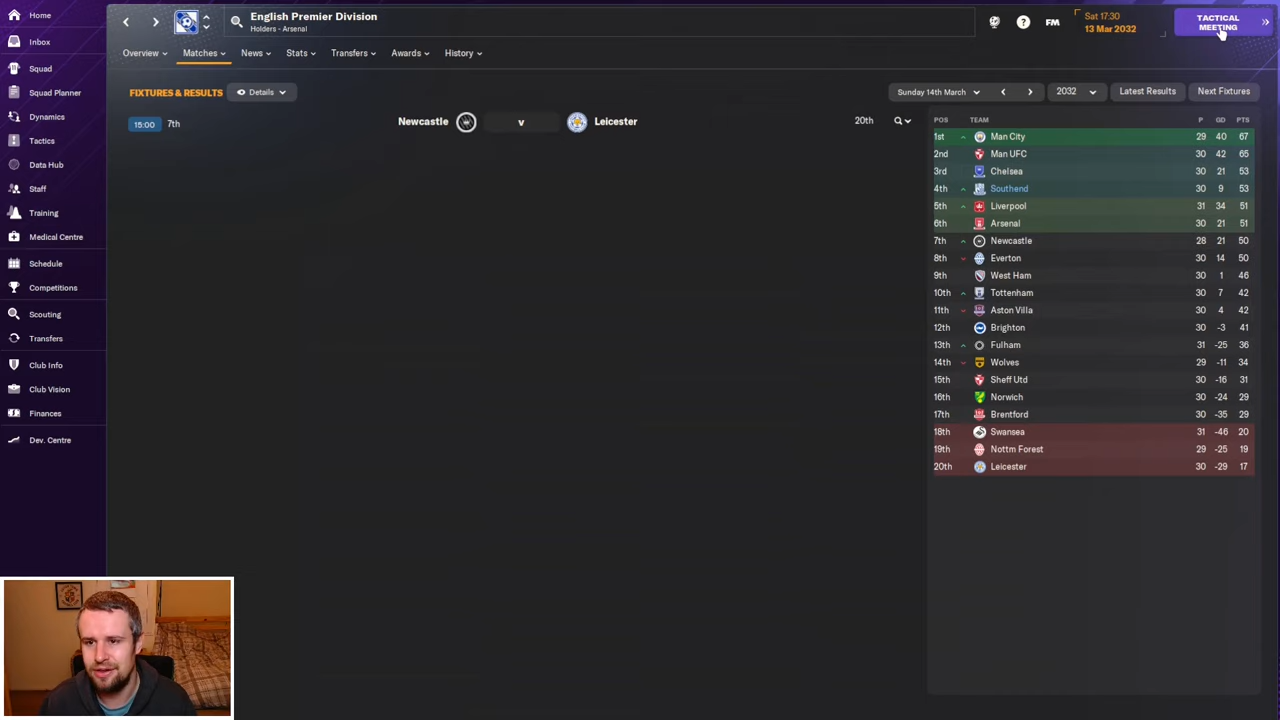 Home
Inbox
Squad
Squad Planner
Dynamics
Tactics
Data Hub
Staff
Training
Medical Centre
Schedule
Competitions
Scouting
Transfers
Club Info
Club Vision
Finances
Dev. Centre
English Premier Division
Holders - Arsenal
FM
Sat 17:30
13 Mar 2032
TACTICAL
MEETING
Overview
Matches
News
Stats
Transfers
Awards
History
FIXTURES & RESULTS
Details
Sunday 14th March
2032
Latest Results
Next Fixtures
15:00 7th Newcastle v Leicester 20th
POS TEAM P GD PTS
1st Man City 29 40 67
2nd Man UFC 30 42 65
3rd Chelsea 30 21 53
4th Southend 30 9 53
5th Liverpool 31 34 51
6th Arsenal 30 21 51
7th Newcastle 28 21 50
8th Everton 30 14 50
9th West Ham 30 1 46
10th Tottenham 30 7 42
11th Aston Villa 30 4 42
12th Brighton 30 -3 41
13th Fulham 31 -25 36
14th Wolves 29 -11 34
15th Sheff Utd 30 -16 31
16th Norwich 30 -24 29
17th Brentford 30 -35 29
18th Swansea 31 -46 20
19th Nottm Forest 29 -25 19
20th Leicester 30 -29 17